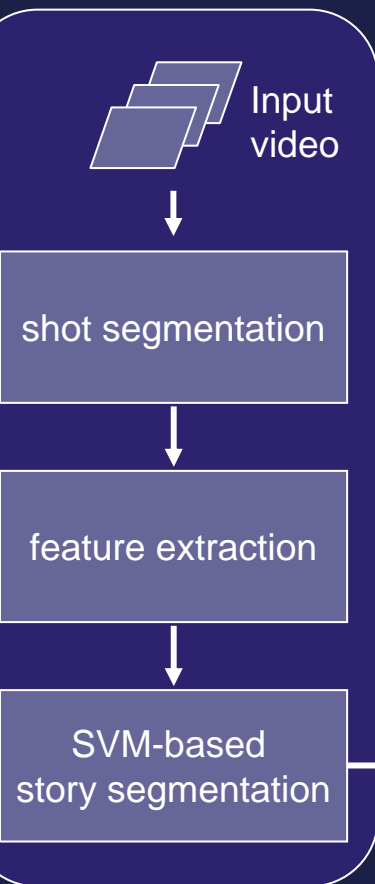 Input
video
shot segmentation
feature extraction
SVM-based
story segmentation